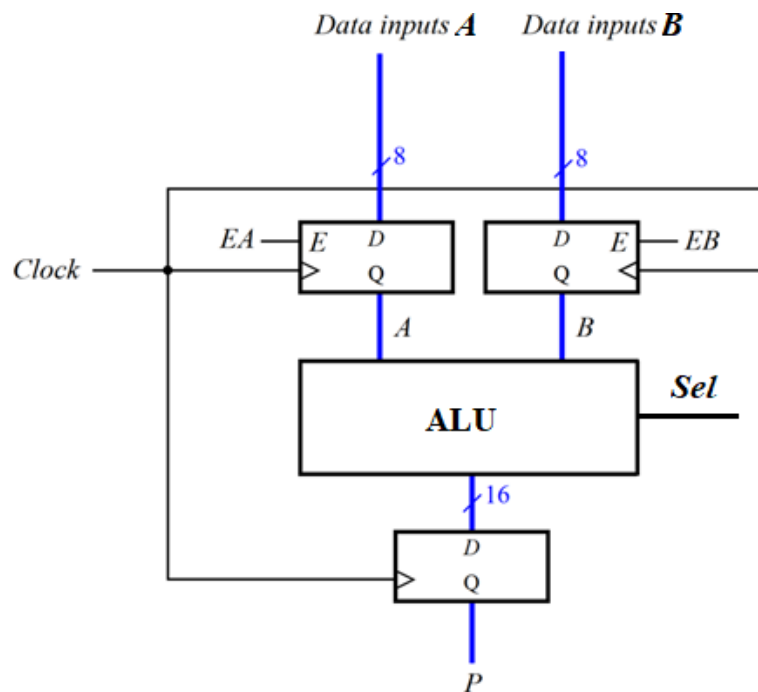 Data inputs A Data inputs B
8 8
EA E D D E EB
Clock Q Q
A B
Sel
ALU
16
D
Q
P